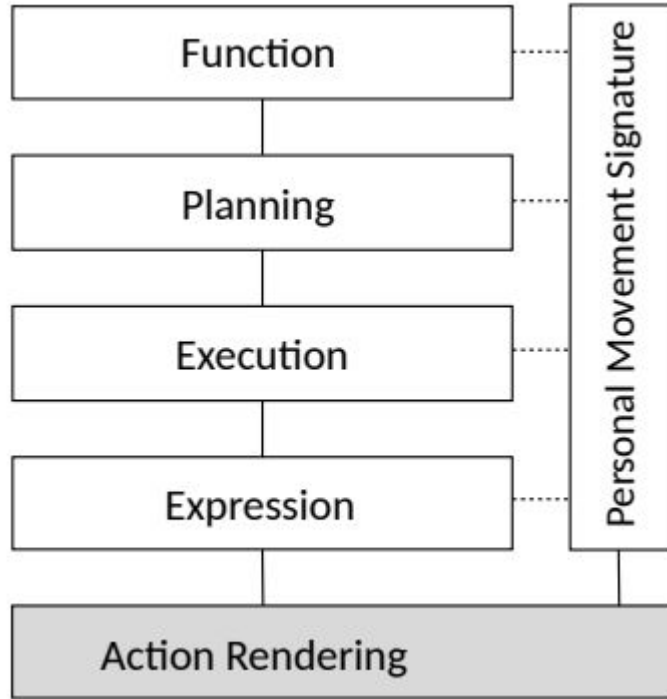 Function
Planning
Execution
Expression
Personal Movement Signature
Action Rendering